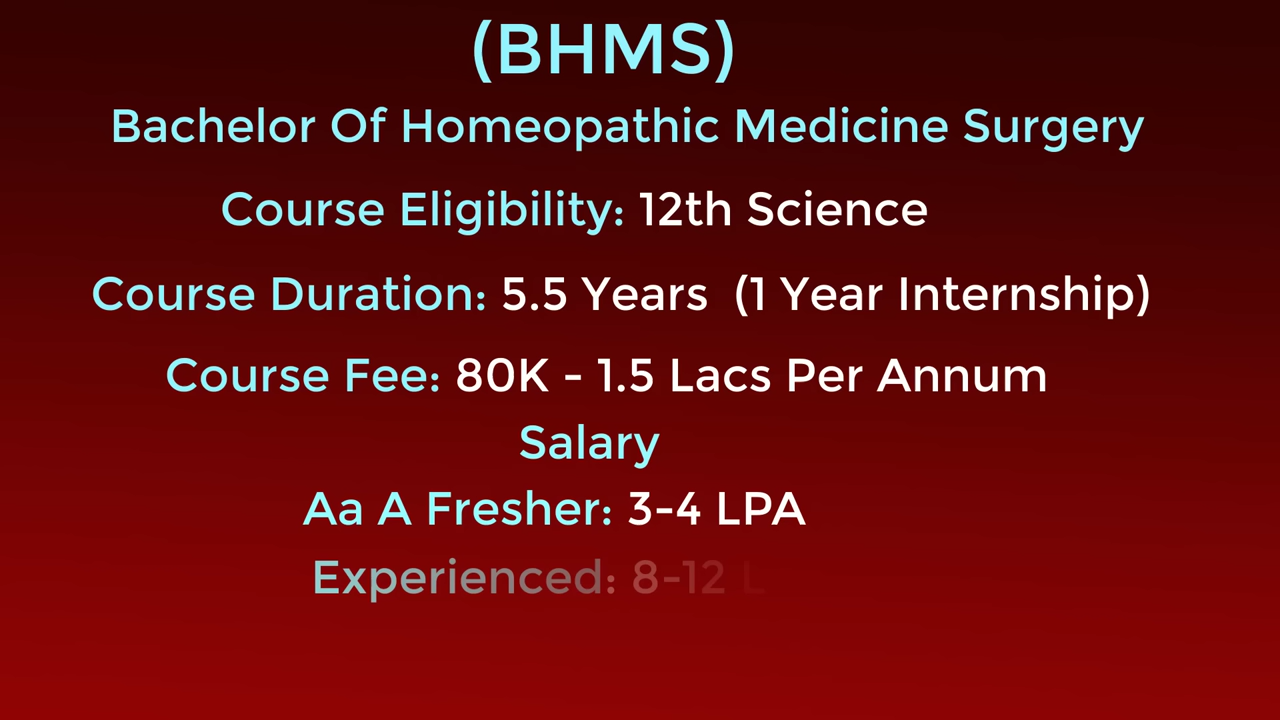 (BHMS)
Bachelor Of Homeopathic Medicine Surgery
Course Eligibility: 12th Science
Course Duration: 5.5 Years (1 Year Internship)
Course Fee: 80K - 1.5 Lacs Per Annum
Salary
Aa A Fresher: 3-4 LPA
Experienced: 8-12 L